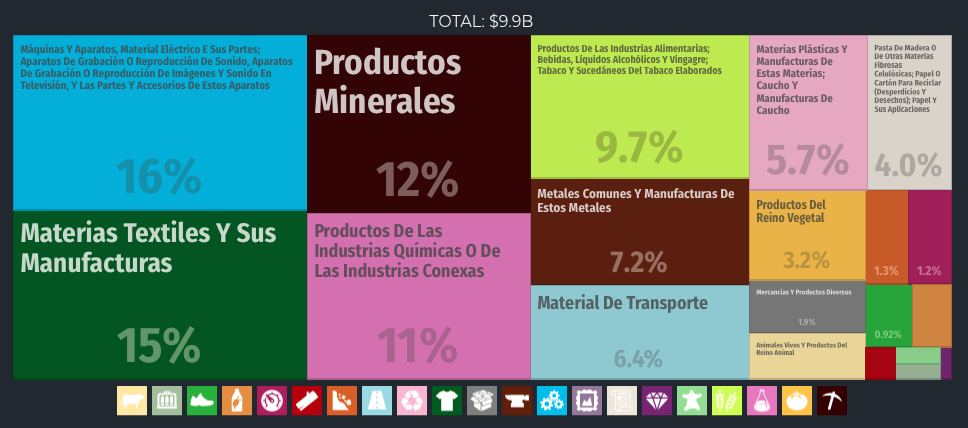 TOTAL: $9.9B
Máquinas Y Aparatos, Material Eléctrico E Sus Partes;
Aparatos De Grabación O Reproducción De Sonido, Aparatos
De Grabación O Reproducción De Imágenes Y Sonido En
Televisión, Y Las Partes Y Accesorios De Estos Aparatos
16%
Materias Textiles Y Sus
Manufacturas
15%
Productos
Minerales
12%
Productos De Las
Industrias Químicas O De
Las Industrias Conexas
11%
Productos De Las Industrias Alimentarias;
Bebidas, Líquidos Alcohólicos Y Vingagre;
Tabaco Y Sucedáneos Del Tabaco Elaborados
9.7%
Metales Comunes Y Manufacturas De
Estos Metales
7.2%
Material De Transporte
6.4%
Materias Plásticas Y
Manufacturas De
Estas Materias;
Caucho Y
Manufacturas De
Caucho
5.7%
Pasta De Madera O
De Otras Materias
Fibrosas
Celulósicas; Papel O
Cartón Para Reciclar
(Desperdicios Y
Desechos); Papel Y
Sus Aplicaciones
4.0%
Productos Del
Reino Vegetal
3.2%
Mercancías Y Productos Diversos
1.9%
Animales Vivos Y Productos Del
Reino Animal
1.3%
1.2%
0.92%